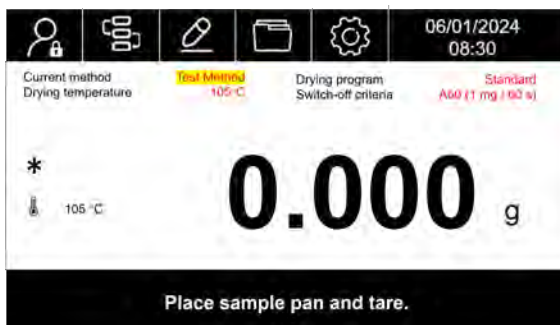 06/01/2024
08:30
Current method Test Method Drying program Standard
Drying temperature 105 °C Switch-off criteria A60 (1 mg / 60 s)
*
105 °C
0.000 g
Place sample pan and tare.